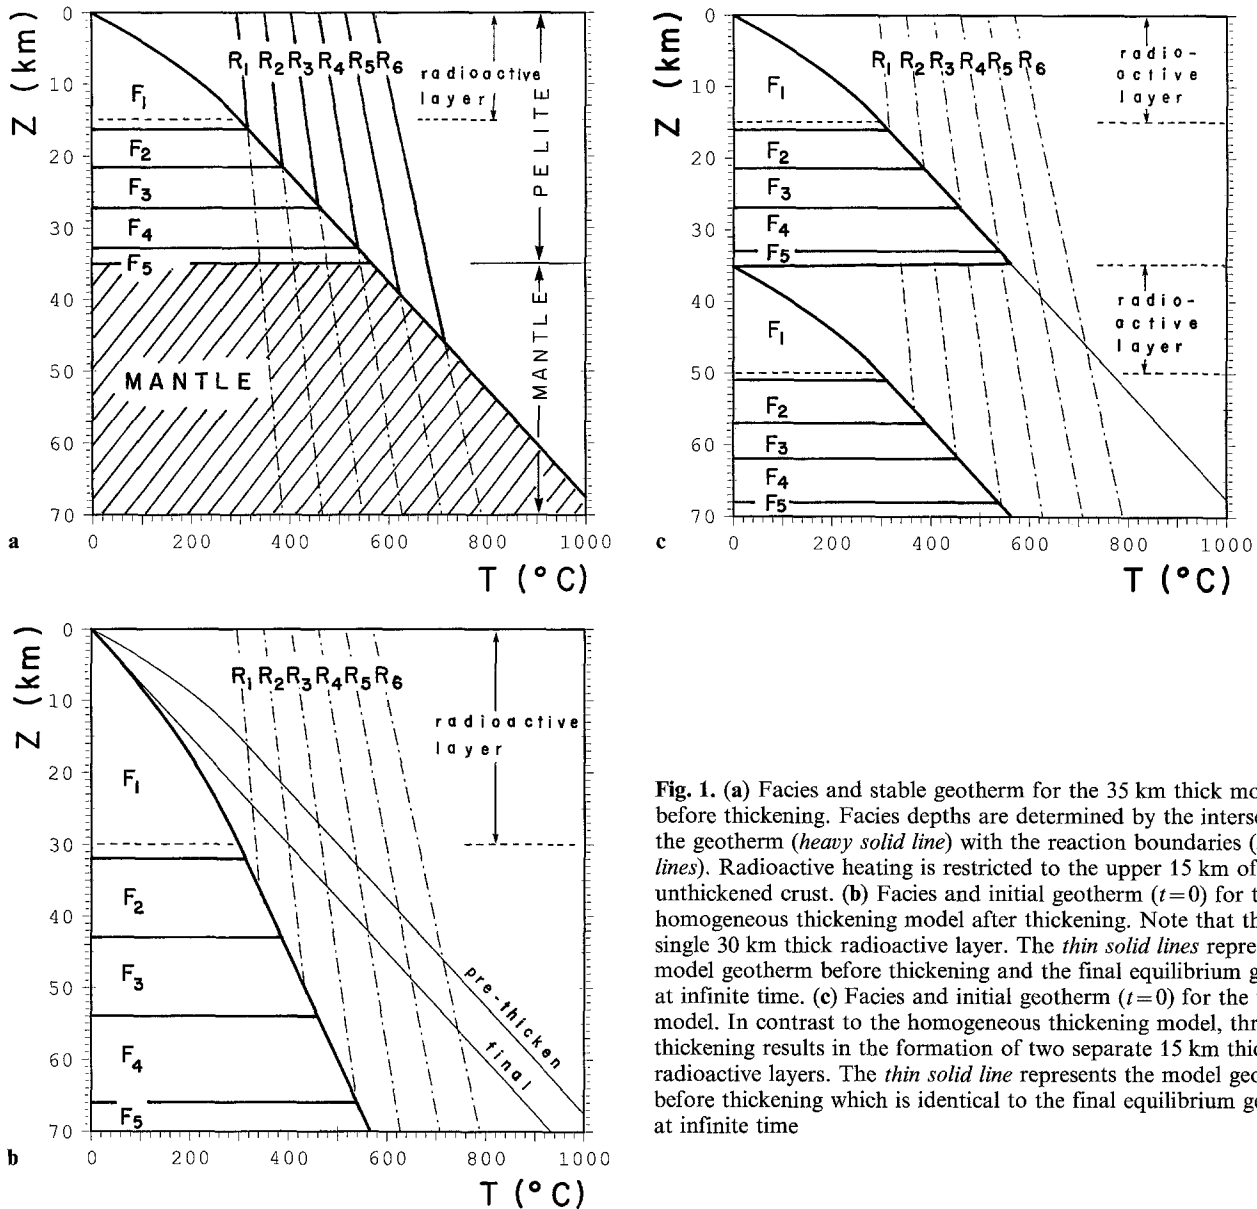 0
10
20
30
40
50
60
70
Z (km)
R1 R2 R3 R4 R5 R6
radioactive
layer
PELITE
MANTLE
F1
F2
F3
F4
F5
MANTLE
a
0 200 400 600 800 1000
T (°C)
0
10
20
30
40
50
60
70
Z (km)
R1 R2 R3 R4 R5 R6
radio-
active
layer
F1
F2
F3
F4
F5
radio-
active
layer
F1
F2
F3
F4
F5
c
0 200 400 600 800 1000
T (°C)
0
10
20
30
40
50
60
70
Z (km)
R1 R2 R3 R4 R5 R6
radioactive
layer
F1
F2
F3
F4
F5
pre-thicken
final
b
0 200 400 600 800 1000
T (°C)
Fig. 1. (a) Facies and stable geotherm for the 35 km thick mo
before thickening. Facies depths are determined by the interse
the geotherm (heavy solid line) with the reaction boundaries (
lines). Radioactive heating is restricted to the upper 15 km of
unthickened crust. (b) Facies and initial geotherm (t=0) for t
homogeneous thickening model after thickening. Note that th
single 30 km thick radioactive layer. The thin solid lines repre
model geotherm before thickening and the final equilibrium g
at infinite time. (c) Facies and initial geotherm (t=0) for the
model. In contrast to the homogeneous thickening model, thr
thickening results in the formation of two separate 15 km thic
radioactive layers. The thin solid line represents the model geo
before thickening which is identical to the final equilibrium ge
at infinite time